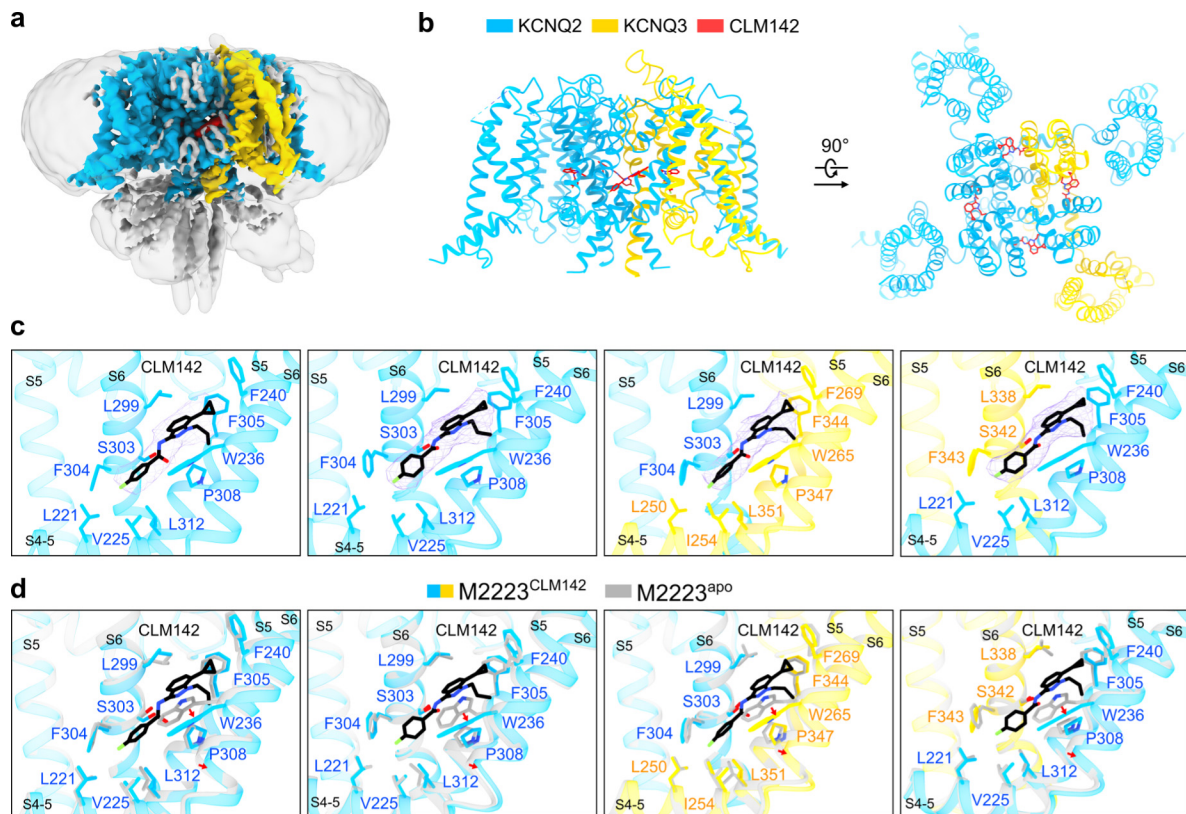 a
b
KCNQ2 KCNQ3 CLM142
90°
c
CLM142
S5
S6
S5
S6
L299
F240
S303
F305
F304
W236
P308
L221
V225
L312
S4-5
CLM142
S5
S6
S5
S6
L299
F240
S303
F305
F304
W236
P308
L221
L312
V225
S4-5
CLM142
S5
S6
S5
S6
L299
F269
S303
F344
F304
W265
P347
L250
L351
I254
S4-5
CLM142
S5
S6
S5
S6
L338
F240
S342
F305
F343
W236
P308
L221
L312
V225
S4-5
d
M2223CLM142 M2223apo
CLM142
S5
S6
S5
S6
L299
F240
S303
F305
F304
W236
P308
L221
L312
V225
S4-5
CLM142
S5
S6
S5
S6
L299
F240
S303
F305
F304
W236
P308
L221
L312
V225
S4-5
CLM142
S5
S6
S5
S6
L299
F269
S303
F344
F304
W265
P347
L250
L351
I254
S4-5
CLM142
S5
S6
S5
S6
L338
F240
S342
F305
F343
W236
P308
L221
L312
V225
S4-5